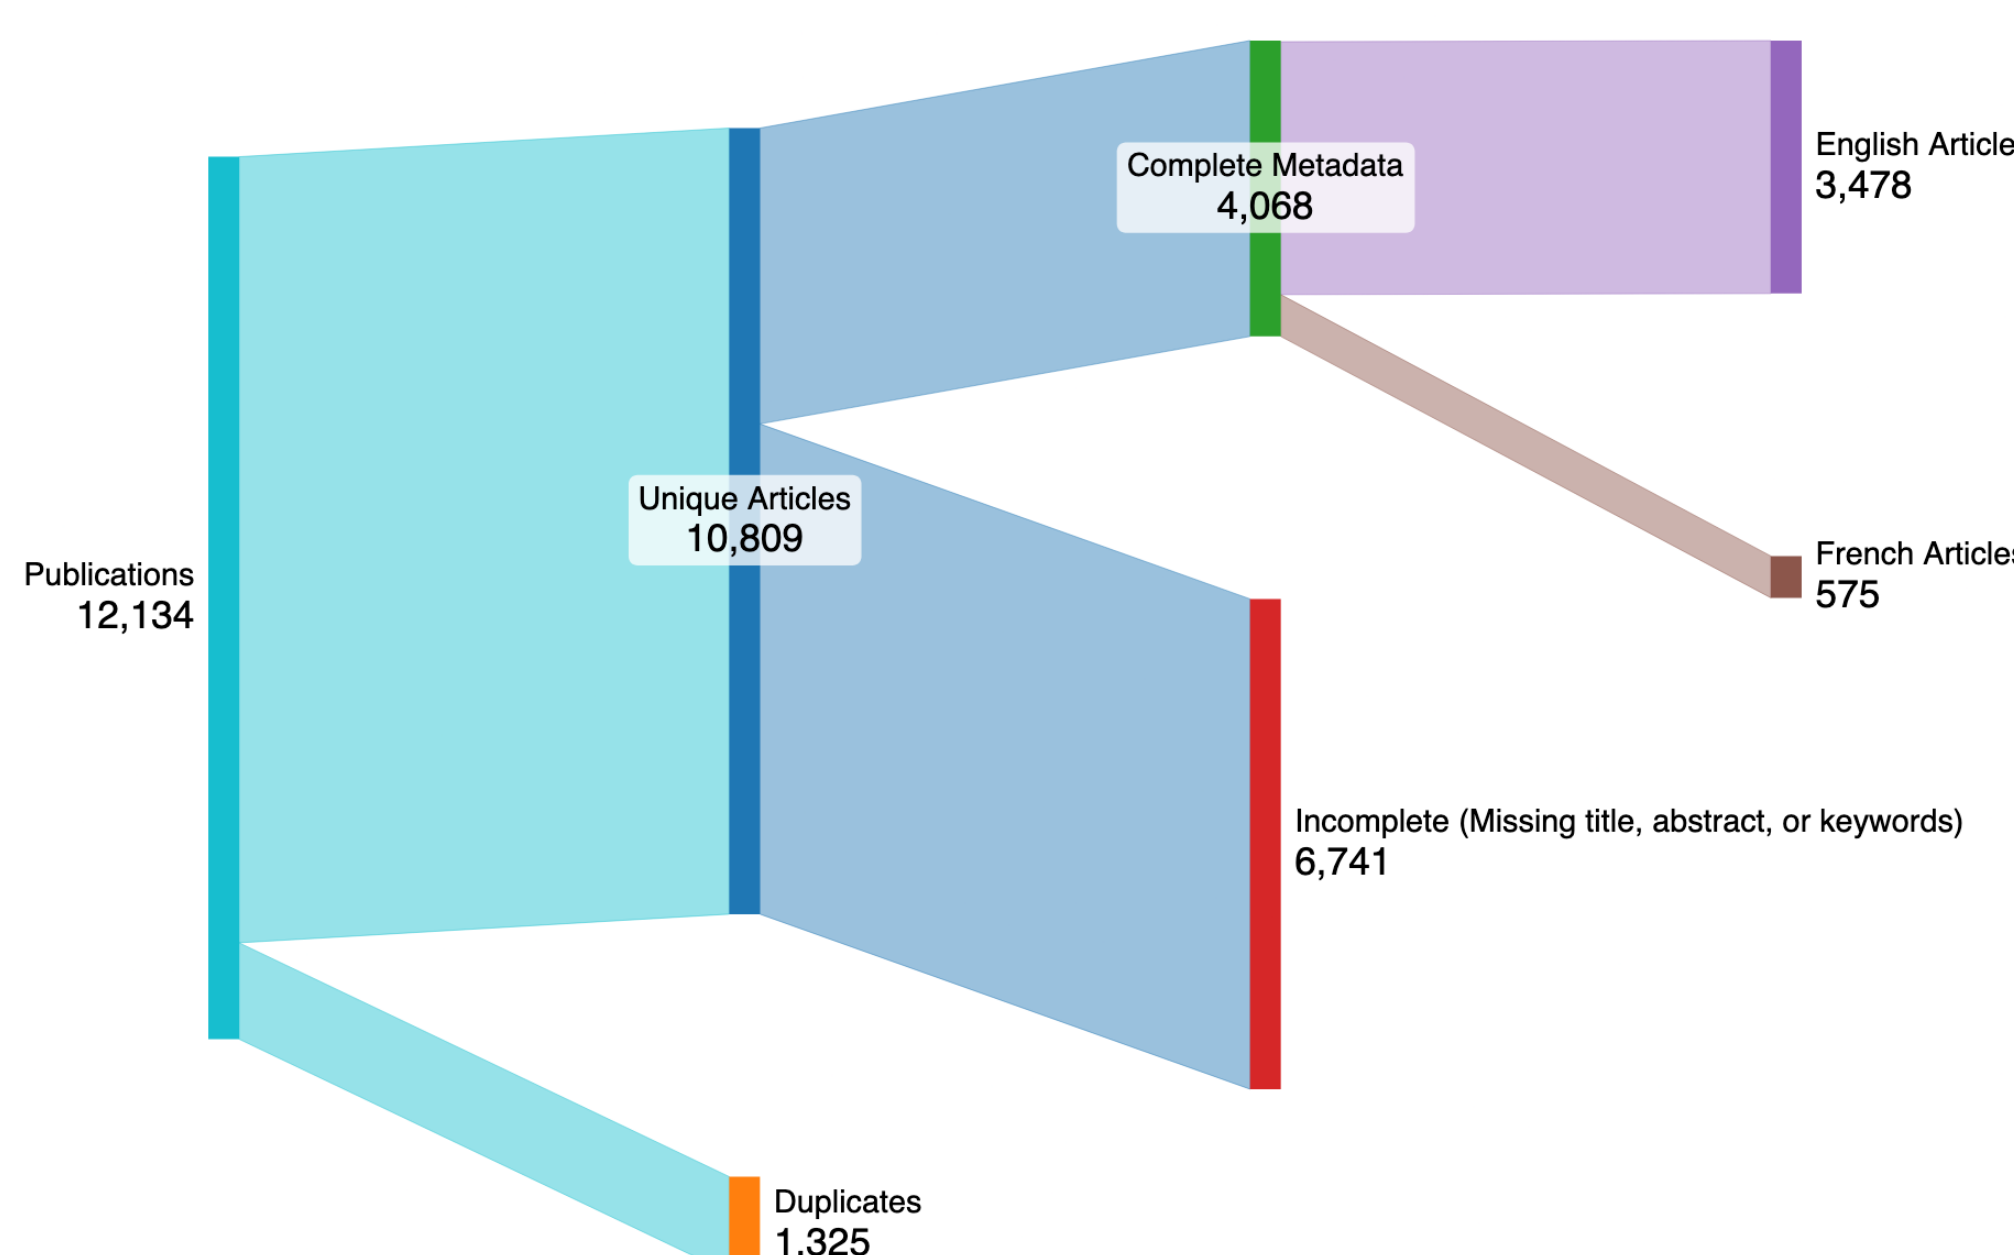 Publications
12,134
Unique Articles
10,809
Duplicates
1,325
Complete Metadata
4,068
Incomplete (Missing title, abstract, or keywords)
6,741
English Article
3,478
French Articles
575